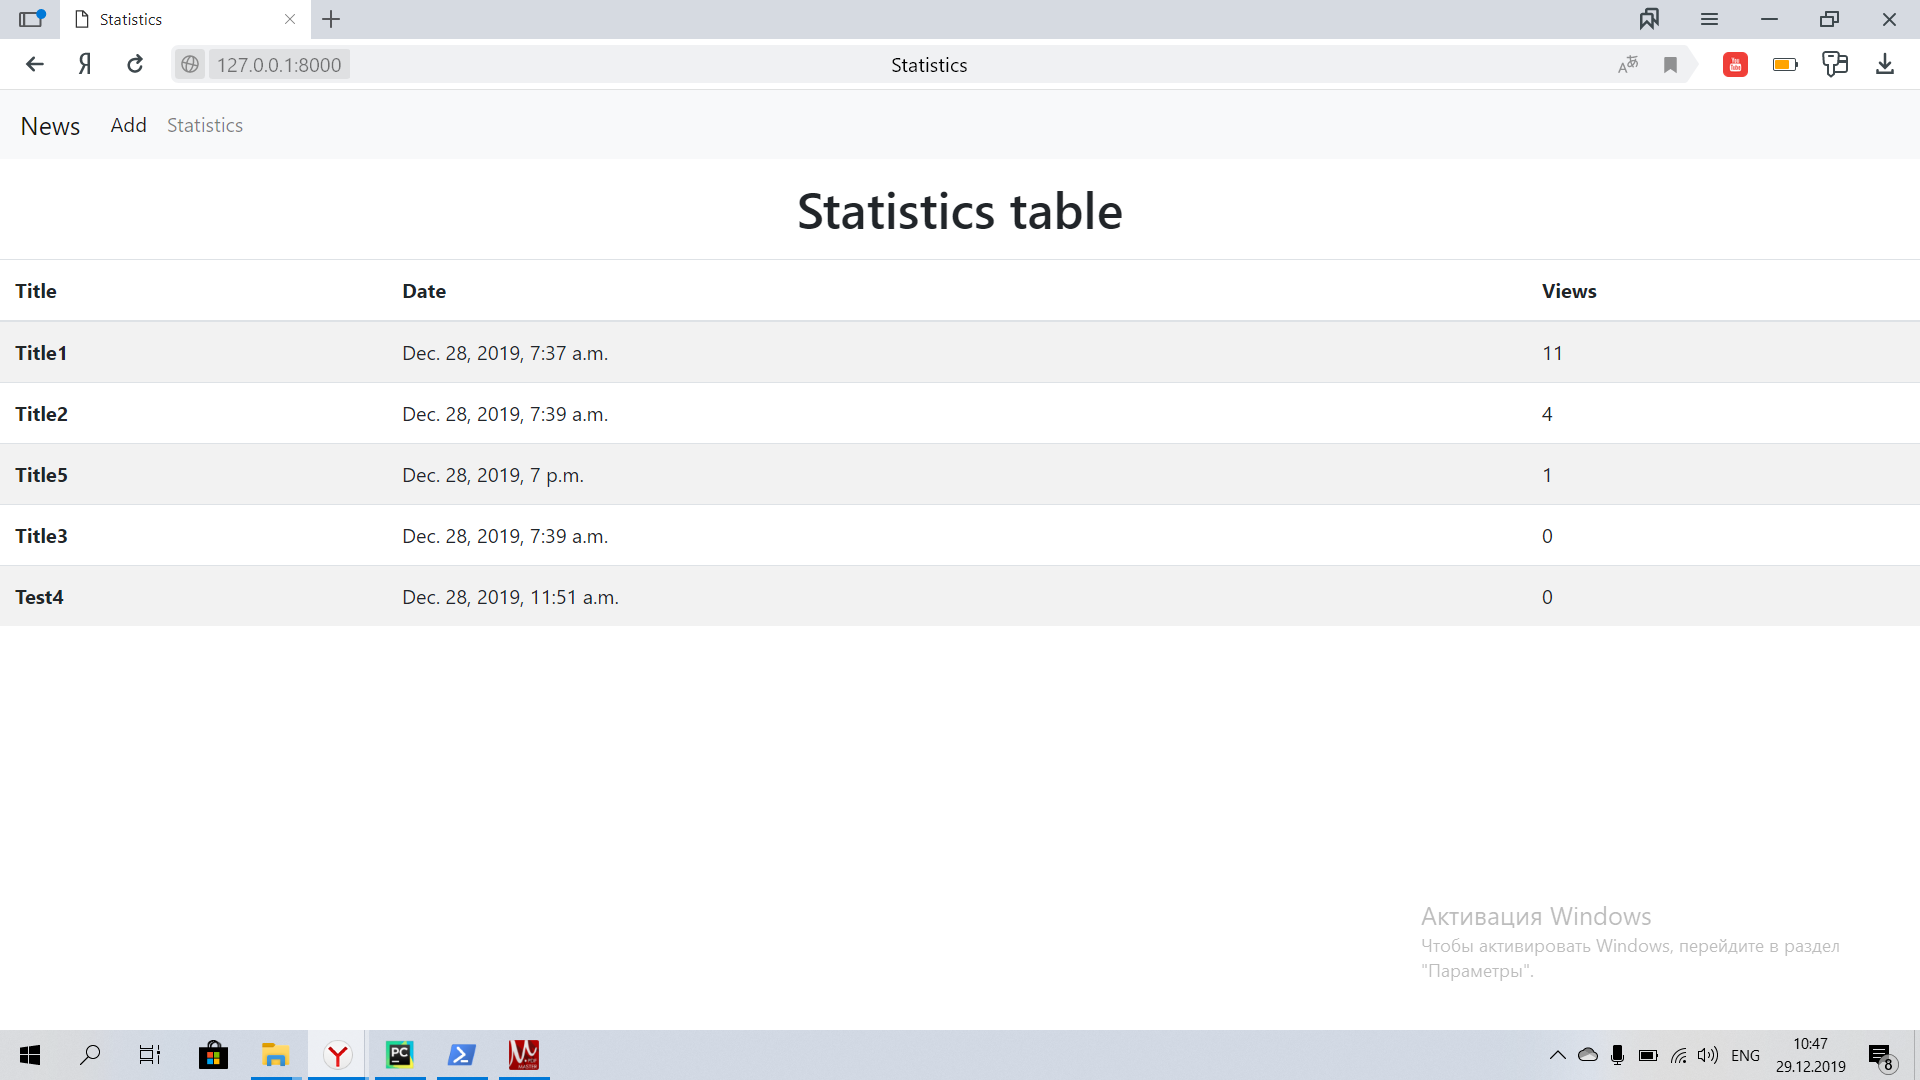 Statistics
Я 127.0.0.1:8000 Statistics
News Add Statistics
Statistics table
Title Date Views
Title1 Dec. 28, 2019, 7:37 a.m. 11
Title2 Dec. 28, 2019, 7:39 a.m. 4
Title5 Dec. 28, 2019, 7 p.m. 1
Title3 Dec. 28, 2019, 7:39 a.m. 0
Test4 Dec. 28, 2019, 11:51 a.m. 0
Активация Windows
Чтобы активировать Windows, перейдите в раздел
"Параметры".
PC
ENG
10:47
29.12.2019
8